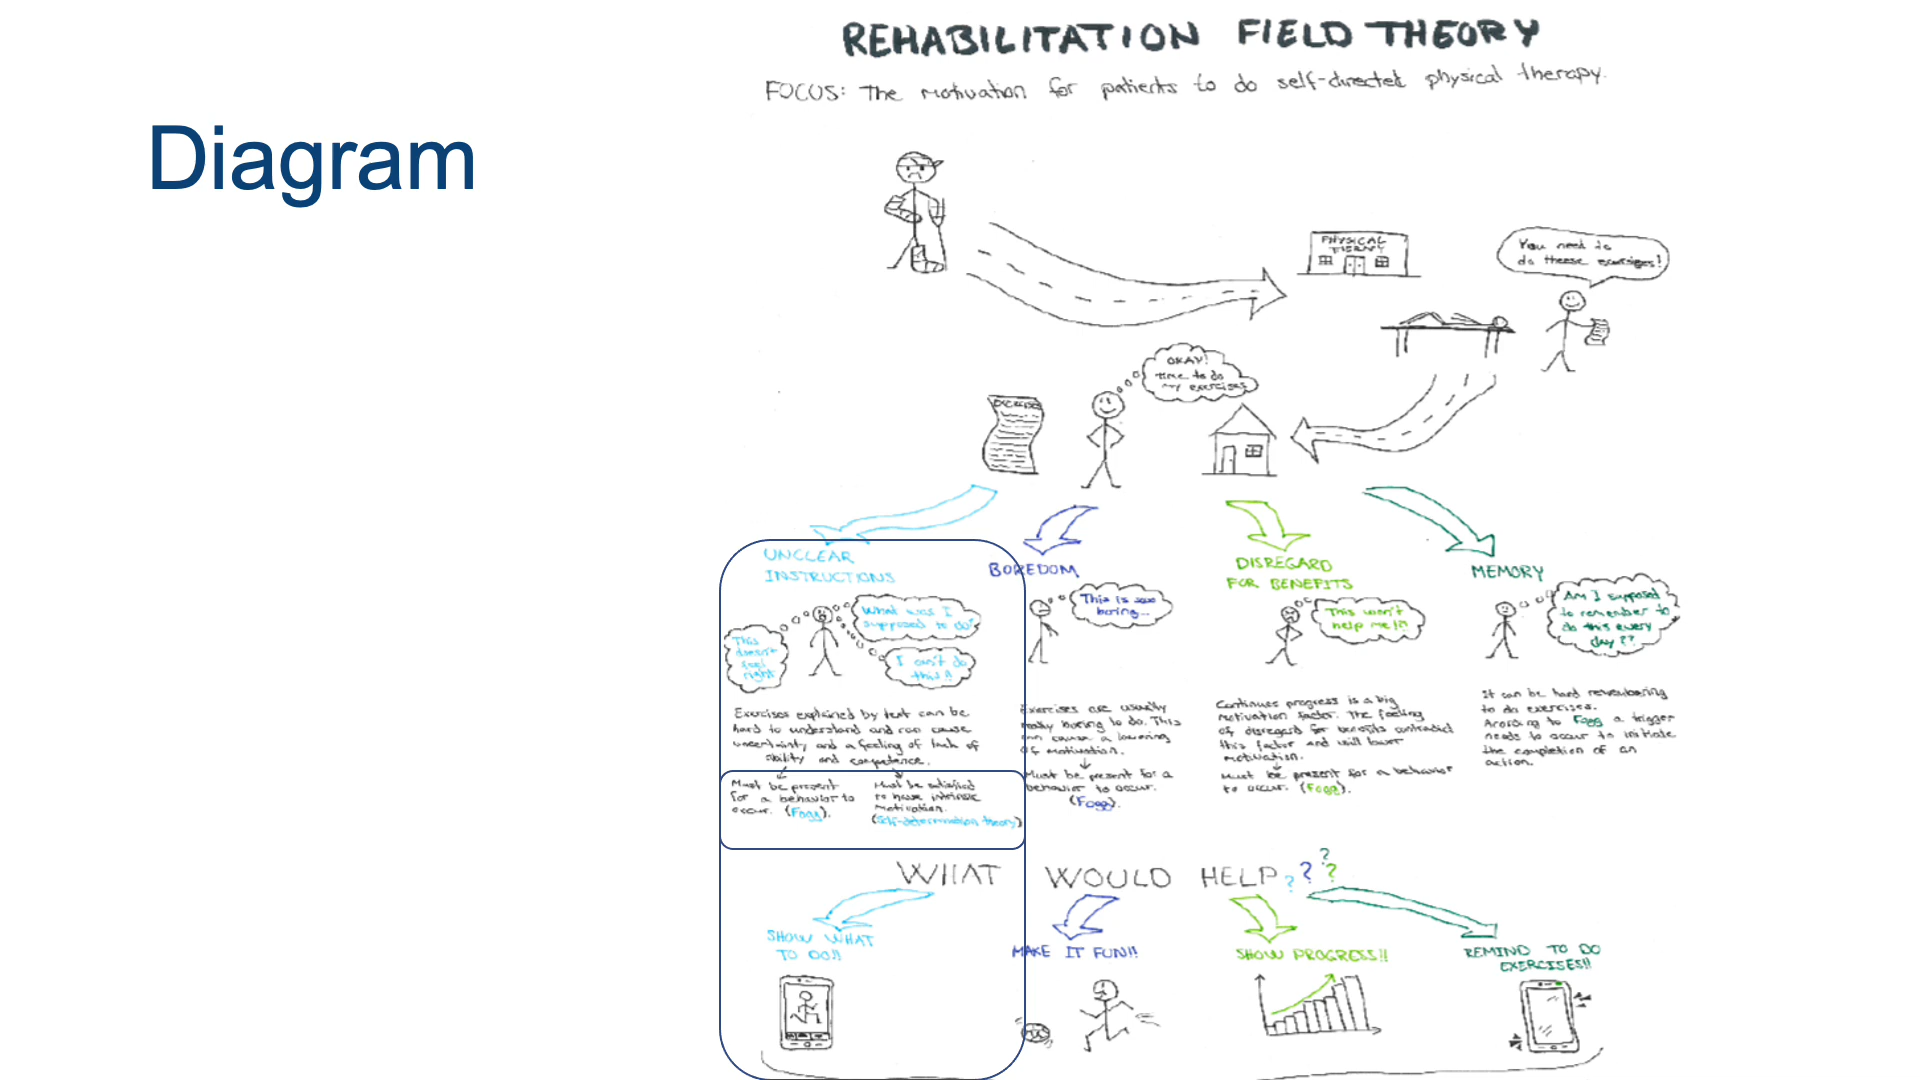 Diagram
REHABILITATION FIELD THEORY
FOCUS: The motivation for patients to do self-directed physical therapy.
PHYSICAL
THERAPY
You need to
do these
OKAY!
time to do
my exercises
EXERCISES
UNCLEAR
INSTRUCTIONS
What was I
supposed to do?
This
doesn't
feel
right
I can't do
this!!
Exercises explained by text can be
hard to understand and can cause
uncertainty and a feeling of lack of
ability and competence.
Must be present
for a behavior to
occur. (Fogg).
Must be satisfied
to have intrinsic
motivation.
(Self-determination theory)
BOREDOM
This is soo
boring...
Exercises are usually
really boring to do. This
can cause a lowering
of motivation.
Must be present for a
behavior to occur.
(Fogg).
DISREGARD
FOR BENEFITS
This won't
help me!!
Continues progress is a big
motivation factor. The feeling
of disregard for benefits contradict
this factor and will lower
motivation.
Must be present for a behavior
to occur. (Fogg).
MEMORY
Am I supposed
to remember to
do this every
day??
It can be hard remembering
to do exercises.
Acording to Fogg a trigger
needs to occur to initiate
the completion of an
action.
WHAT WOULD HELP ? ? ? ?
SHOW WHAT
TO DO!!
MAKE IT FUN!!
SHOW PROGRESS!!
REMIND TO DO
EXERCISES!!